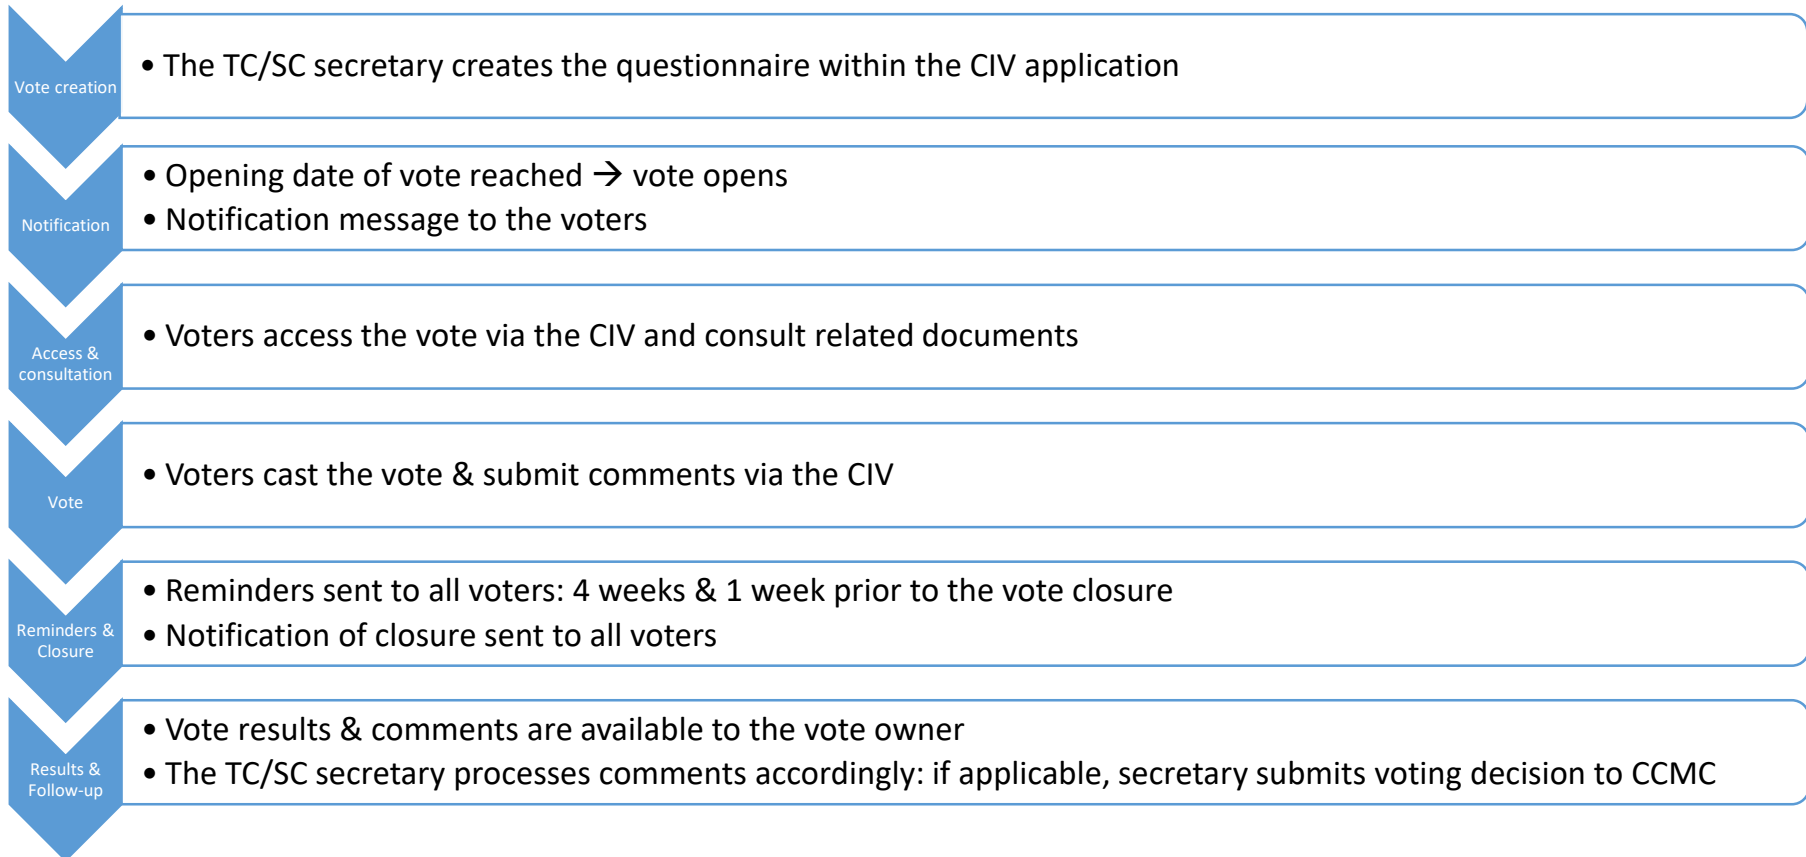 Vote creation
• The TC/SC secretary creates the questionnaire within the CIV application
Notification
• Opening date of vote reached → vote opens
• Notification message to the voters
Access &
consultation
• Voters access the vote via the CIV and consult related documents
Vote
• Voters cast the vote & submit comments via the CIV
Reminders &
Closure
• Reminders sent to all voters: 4 weeks & 1 week prior to the vote closure
• Notification of closure sent to all voters
Results &
Follow-up
• Vote results & comments are available to the vote owner
• The TC/SC secretary processes comments accordingly: if applicable, secretary submits voting decision to CCMC